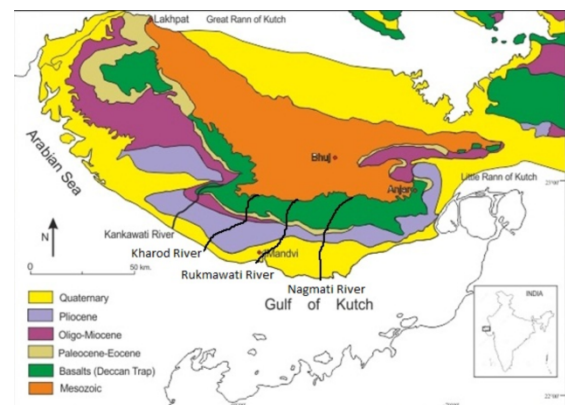 Lakhpat
Great Rann of Kutch
Arabian Sea
Bhuj
Anjar
Little Rann of Kutch
N
Kankawati River
Kharod River
Mandvi
Rukmawati River
Nagmati River
0
50 km.
Gulf of Kutch
Quaternary
Pliocene
Oligo-Miocene
Paleocene-Eocene
Basalts (Deccan Trap)
Mesozoic
INDIA